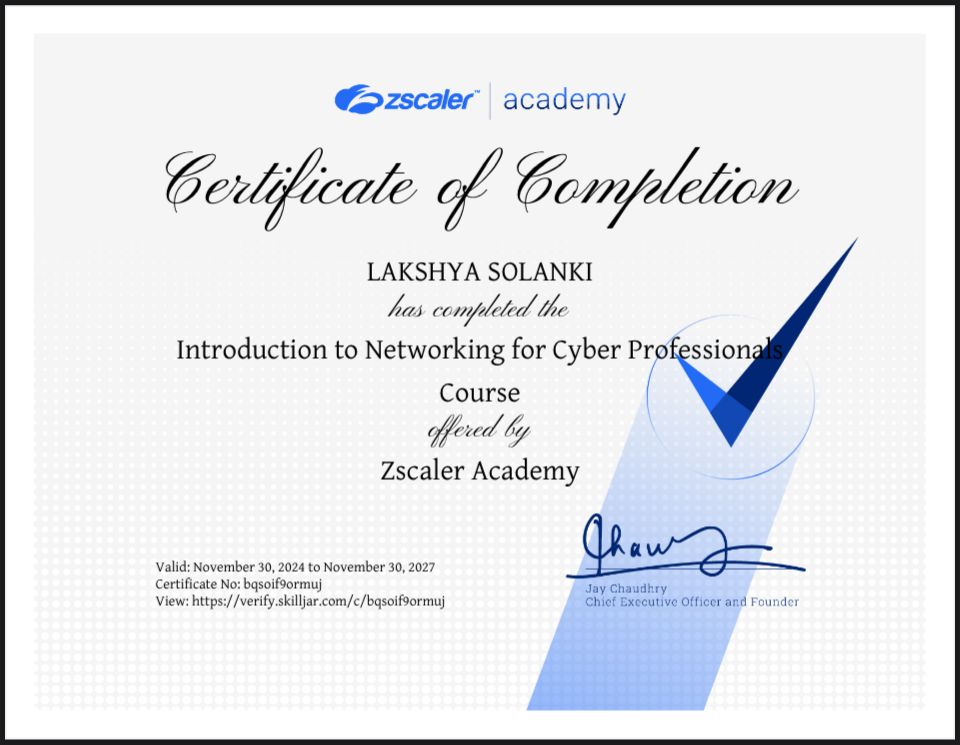 zscaler™ academy
Certificate of Completion
LAKSHYA SOLANKI
has completed the
Introduction to Networking for Cyber Professionals
Course
offered by
Zscaler Academy
Valid: November 30, 2024 to November 30, 2027
Certificate No: bqsoif9ormuj
View: https://verify.skilljar.com/c/bqsoif9ormuj
Jay Chaudhry
Chief Executive Officer and Founder